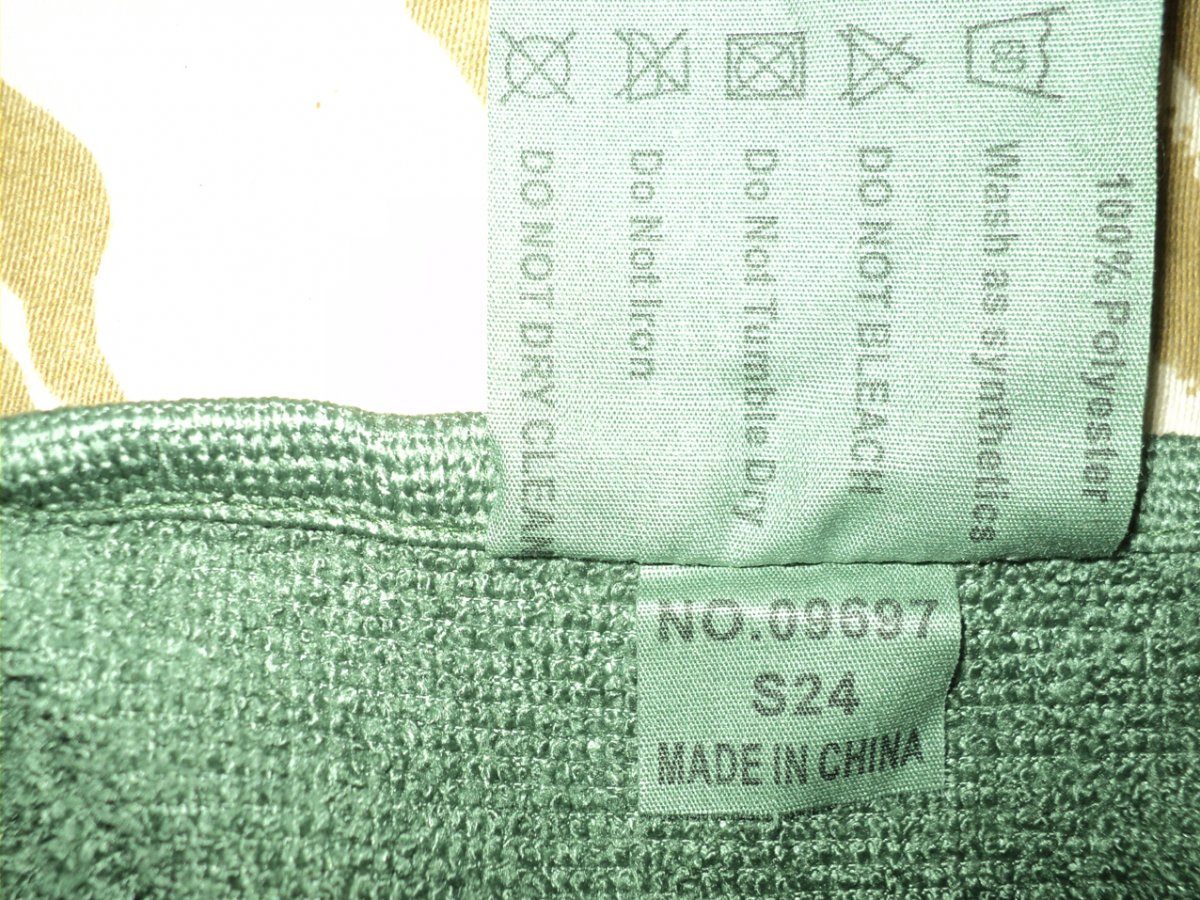 100% Polyester
Wash as synthetics
DO NOT BLEACH
Do Not Tumble Dry
Do Not Iron
DO NOT DRY CLEAN
NO.09697
S24
MADE IN CHINA